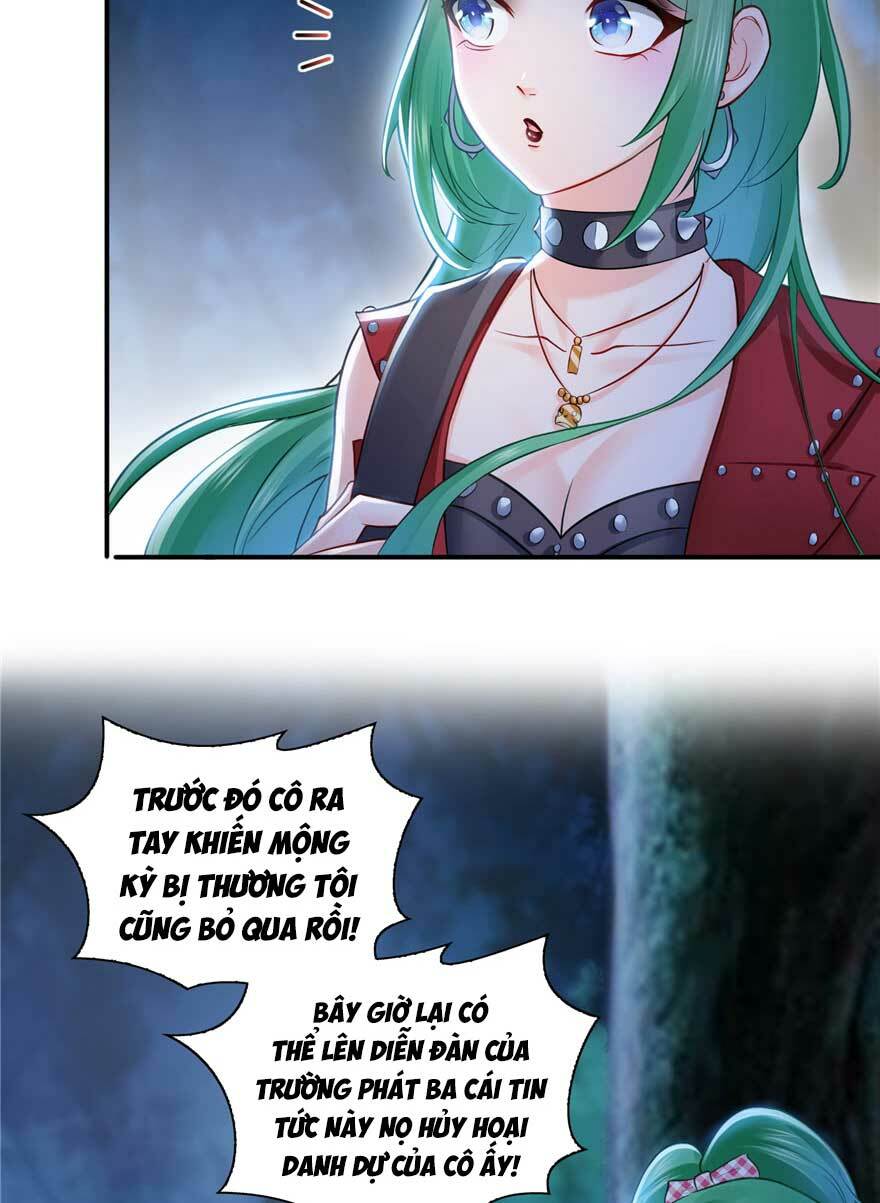 TRƯỚC ĐÓ CÔ RA
TAY KHIẾN MỘNG
KỲ BỊ THƯƠNG TÔI
CŨNG BỎ QUA RỒI!
BÂY GIỜ LẠI CÓ
THỂ LÊN DIỄN ĐÀN CỦA
TRƯỜNG PHÁT BA CÁI TIN
TỨC NÀY NỌ HỦY HOẠI
DANH DỰ CỦA CÔ ẤY!